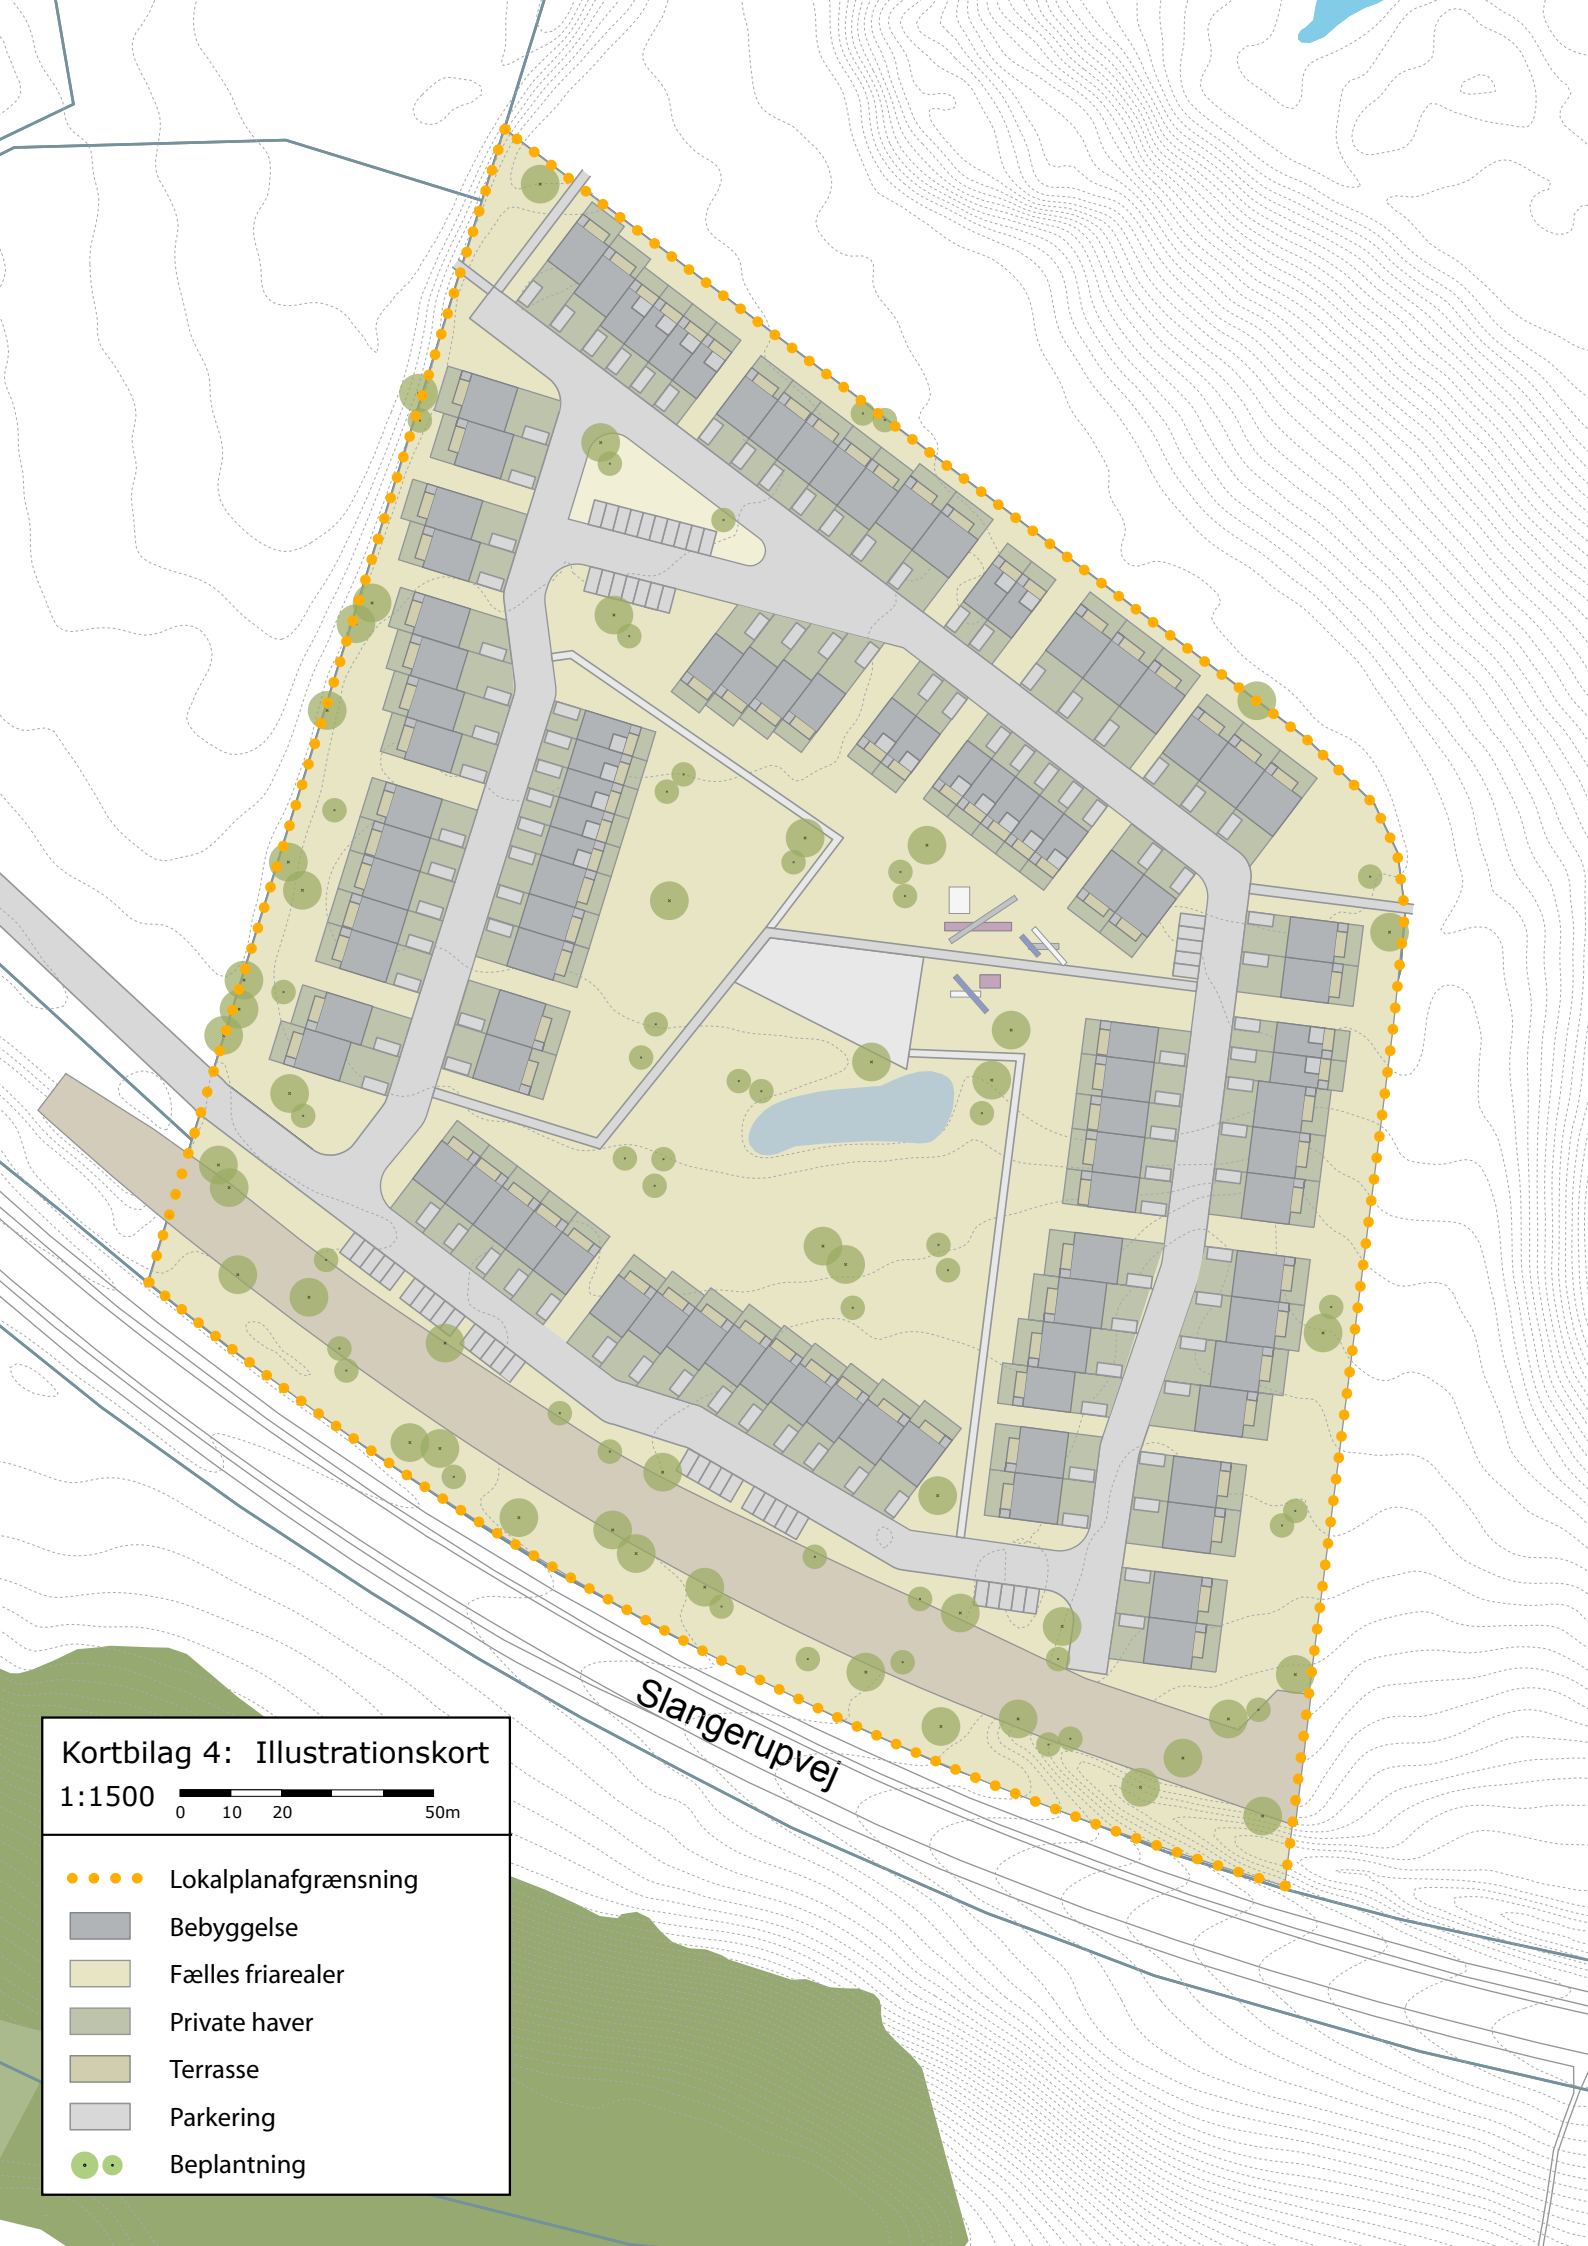 Slangerupvej
Kortbilag 4: Illustrationskort
1:1500
0 10 20 50m
Lokalplanafgrænsning
Bebyggelse
Fælles friarealer
Private haver
Terrasse
Parkering
Beplantning